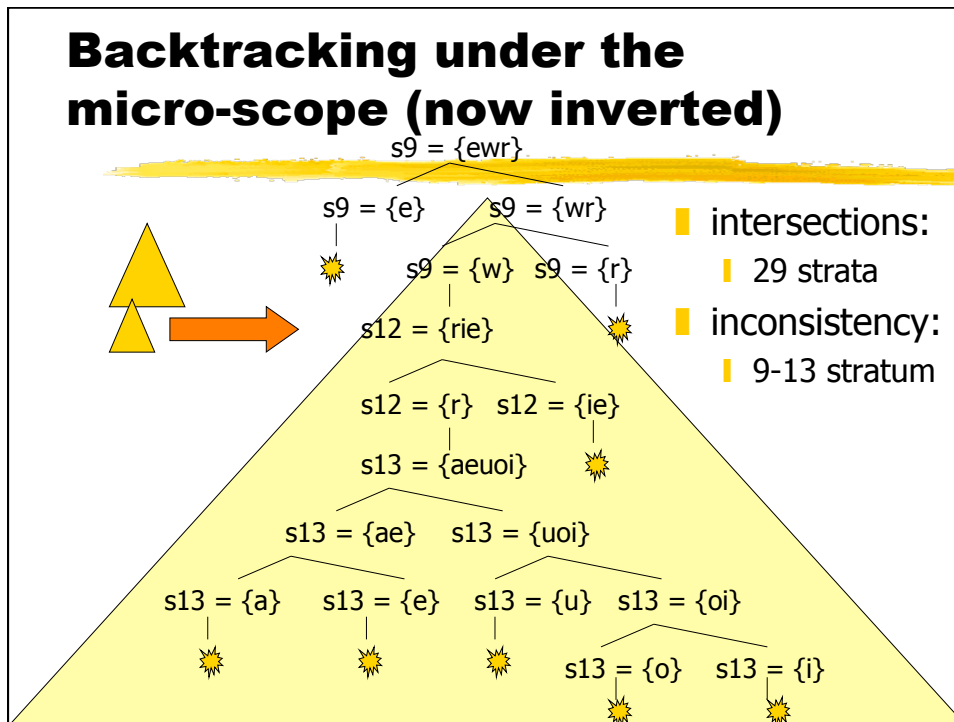 Backtracking under the
micro-scope (now inverted)
s9 = {ewr}
s9 = {e} s9 = {wr}
s9 = {w} s9 = {r}
s12 = {rie}
s12 = {r} s12 = {ie}
s13 = {aeuoi}
s13 = {ae} s13 = {uoi}
s13 = {a} s13 = {e} s13 = {u} s13 = {oi}
s13 = {o} s13 = {i}
intersections:
29 strata
inconsistency:
9-13 stratum